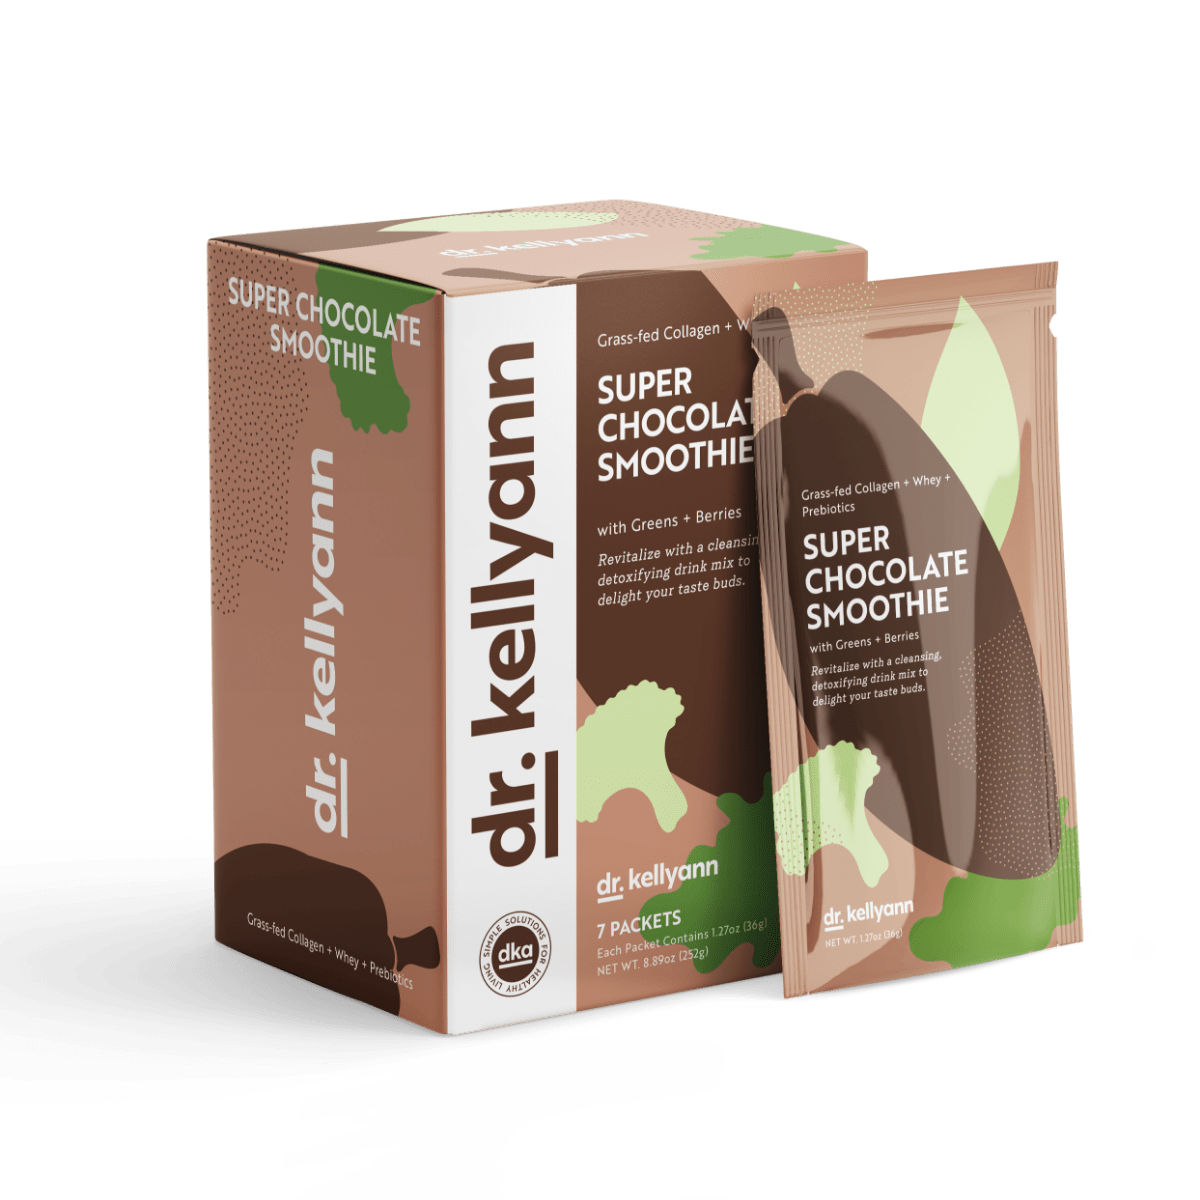 dr. kellyann
SUPER CHOCOLATE
SMOOTHIE
dr. kellyann
Grass-fed Collagen + Whey + Prebiotics
dr. kellyann
SIMPLE SOLUTIONS FOR HEALTHY LIVING
dka
Grass-fed Collagen + W
SUPER
CHOCOLAT
SMOOTHIE
with Greens + Berries
Revitalize with a cleansin
detoxifying drink mix to
delight your taste buds.
dr. kellyann
7 PACKETS
Each Packet Contains 1.27oz (36g)
NET WT. 8.89oz (252g)
Grass-fed Collagen + Whey +
Prebiotics
SUPER
CHOCOLATE
SMOOTHIE
with Greens + Berries
Revitalize with a cleansing,
detoxifying drink mix to
delight your taste buds.
dr. kellyann
NET WT. 1.27oz (36g)